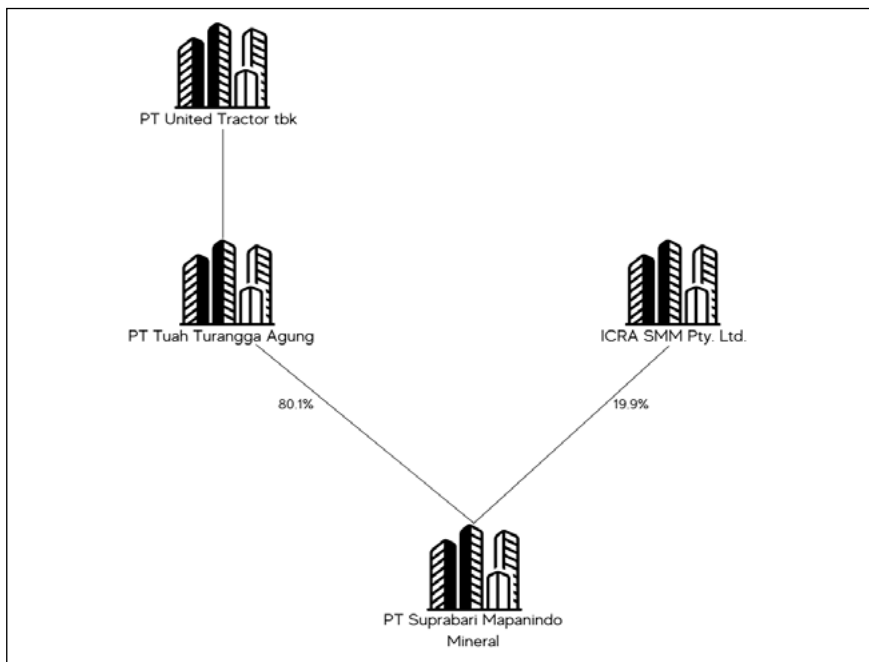 PT United Tractor tbk
PT Tuah Turangga Agung
ICRA SMM Pty. Ltd.
80.1%
19.9%
PT Suprabari Mapanindo
Mineral